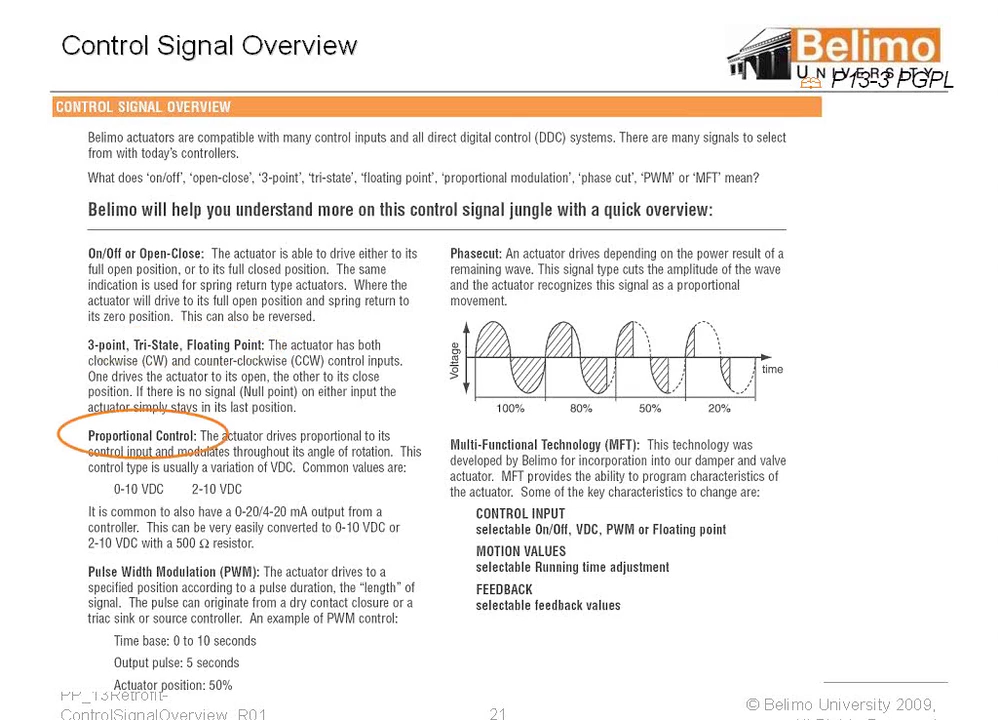 Control Signal Overview
Belimo
UNIVERSITY
P13-3 PGPL
CONTROL SIGNAL OVERVIEW
Belimo actuators are compatible with many control inputs and all direct digital control (DDC) systems. There are many signals to select
from with today's controllers.
What does 'on/off', 'open-close', '3-point', 'tri-state', 'floating point', 'proportional modulation', 'phase cut', 'PWM' or 'MFT' mean?
Belimo will help you understand more on this control signal jungle with a quick overview:
On/Off or Open-Close: The actuator is able to drive either to its
full open position, or to its full closed position. The same
indication is used for spring return type actuators. Where the
actuator will drive to its full open position and spring return to
its zero position. This can also be reversed.
3-point, Tri-State, Floating Point: The actuator has both
clockwise (CW) and counter-clockwise (CCW) control inputs.
One drives the actuator to its open, the other to its close
position. If there is no signal (Null point) on either input the
actuator simply stays in its last position.
Proportional Control: The actuator drives proportional to its
control input and modulates throughout its angle of rotation. This
control type is usually a variation of VDC. Common values are:
0-10 VDC 2-10 VDC
It is common to also have a 0-20/4-20 mA output from a
controller. This can be very easily converted to 0-10 VDC or
2-10 VDC with a 500 Ω resistor.
Pulse Width Modulation (PWM): The actuator drives to a
specified position according to a pulse duration, the "length" of
signal. The pulse can originate from a dry contact closure or a
triac sink or source controller. An example of PWM control:
Time base: 0 to 10 seconds
Output pulse: 5 seconds
Actuator position: 50%
Phasecut: An actuator drives depending on the power result of a
remaining wave. This signal type cuts the amplitude of the wave
and the actuator recognizes this signal as a proportional
movement.
Voltage
time
100% 80% 50% 20%
Multi-Functional Technology (MFT): This technology was
developed by Belimo for incorporation into our damper and valve
actuator. MFT provides the ability to program characteristics of
the actuator. Some of the key characteristics to change are:
CONTROL INPUT
selectable On/Off, VDC, PWM or Floating point
MOTION VALUES
selectable Running time adjustment
FEEDBACK
selectable feedback values
PP_13Retrofit-
ControlSignalOverview_R01
21
© Belimo University 2009,